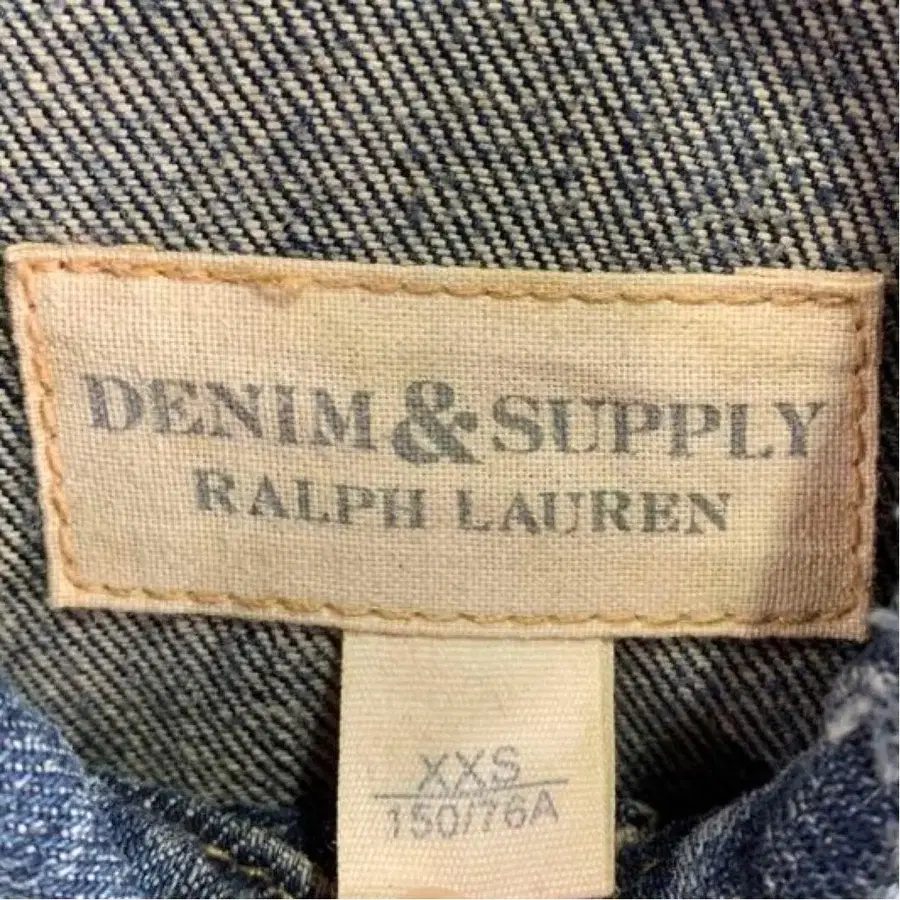 DENIM & SUPPLY
RALPH LAUREN
XXS
150/76A